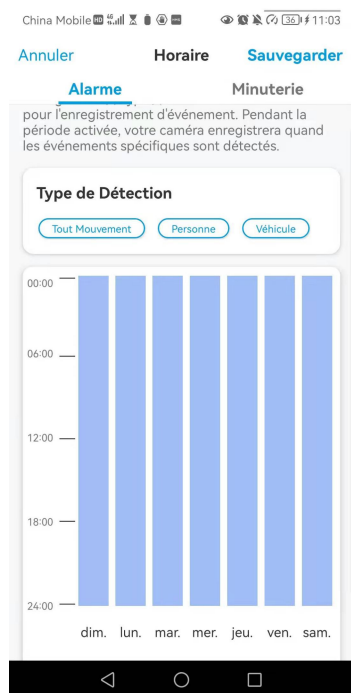 China Mobile HD 4G 36 11:03
Annuler Horaire Sauvegarder
Alarme Minuterie
pour l'enregistrement d'événement. Pendant la
période activée, votre caméra enregistrera quand
les événements spécifiques sont détectés.
Type de Détection
Tout Mouvement Personne Véhicule
00:00
06:00
12:00
18:00
24:00
dim. lun. mar. mer. jeu. ven. sam.